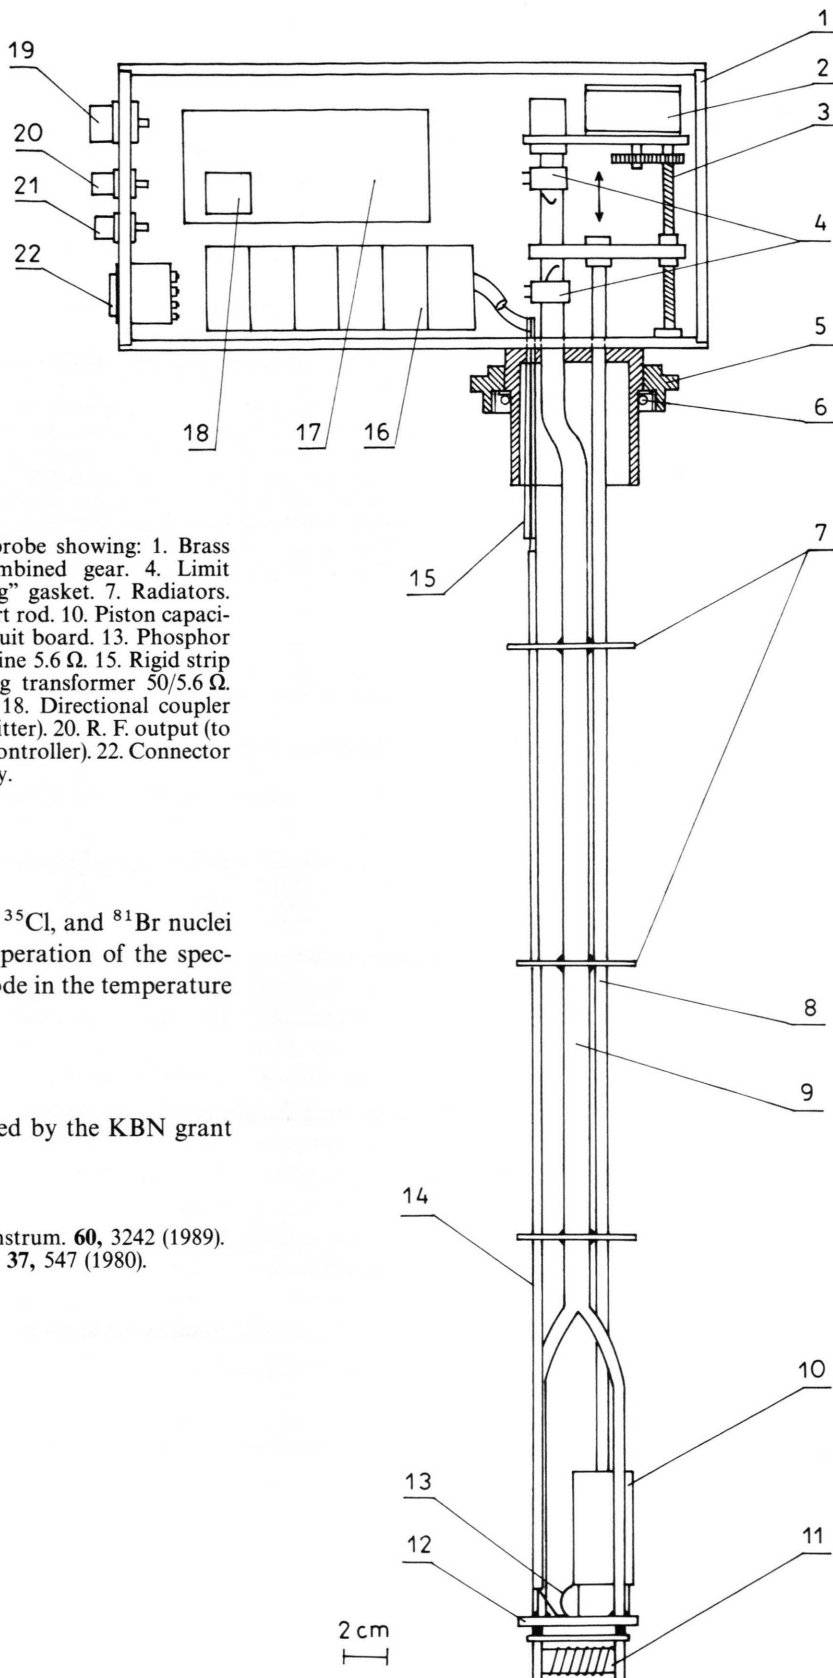 1
19
2
3
20
21
4
22
5
6
18
17
16
probe showing: 1. Brass
mbined gear. 4. Limit
g” gasket. 7. Radiators.
rt rod. 10. Piston capaci-
uit board. 13. Phosphor
ine 5.6 Ω. 15. Rigid strip
g transformer 50/5.6 Ω.
18. Directional coupler
itter). 20. R. F. output (to
ontroller). 22. Connector
y.
7
15
³⁵Cl, and ⁸¹Br nuclei
peration of the spec-
ode in the temperature
8
9
ed by the KBN grant
14
nstrum. 60, 3242 (1989).
37, 547 (1980).
10
13
11
12
2 cm